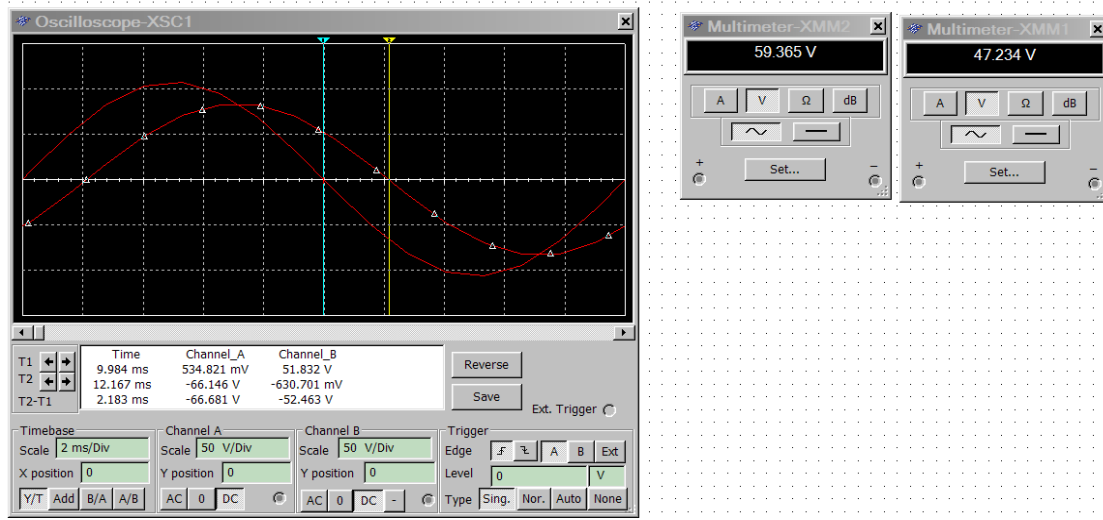 Oscilloscope-XSC1
1 2
T1
T2
T2-T1
Time Channel_A Channel_B
9.984 ms 534.821 mV 51.832 V
12.167 ms -66.146 V -630.701 mV
2.183 ms -66.681 V -52.463 V
Reverse
Save
Ext. Trigger
Timebase
Scale 2 ms/Div
X position 0
Y/T Add B/A A/B
Channel A
Scale 50 V/Div
Y position 0
AC 0 DC
Channel B
Scale 50 V/Div
Y position 0
AC 0 DC -
Trigger
Edge A B Ext
Level 0 V
Type Sing. Nor. Auto None
Multimeter-XMM2
59.365 V
A V Ω dB
+ Set... –
Multimeter-XMM1
47.234 V
A V Ω dB
+ Set... –